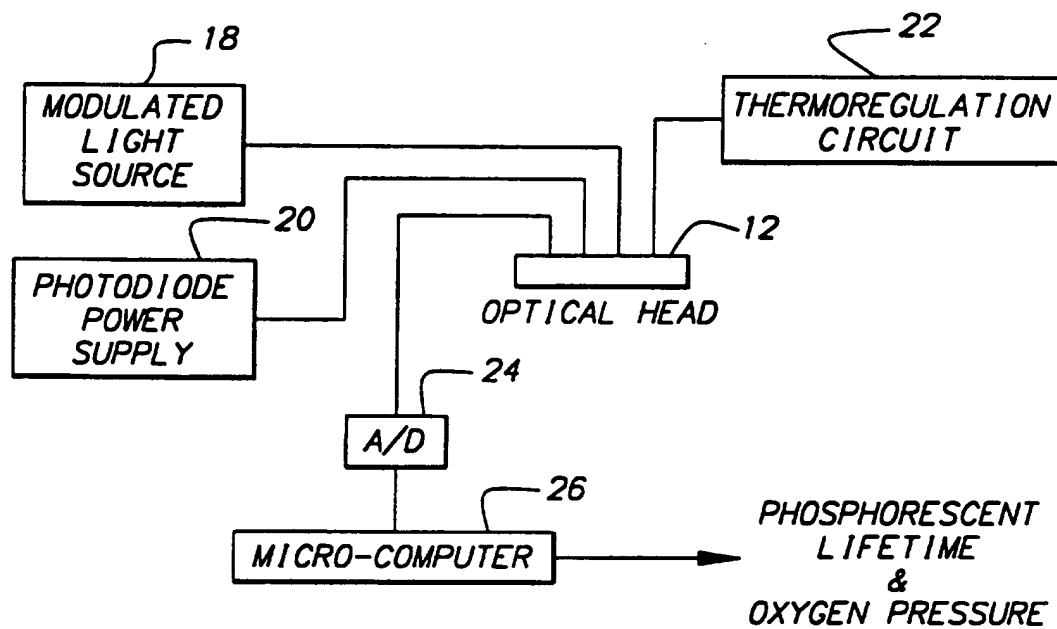 18
MODULATED
LIGHT
SOURCE
22
THERMOREGULATION
CIRCUIT
20
PHOTODIODE
POWER
SUPPLY
12
OPTICAL HEAD
24
A/D
26
MICRO-COMPUTER
PHOSPHORESCENT
LIFETIME
&
OXYGEN PRESSURE